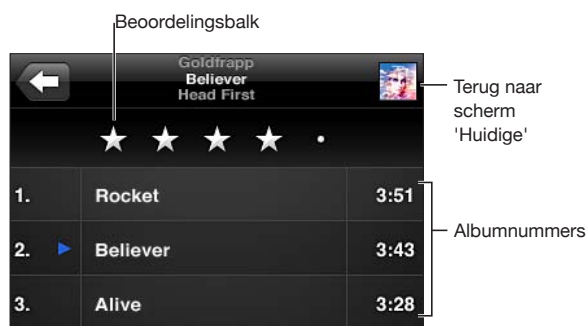 Beoordelingsbalk
Goldfrapp
Believer
Head First
Terug naar
scherm
'Huidige'
1. Rocket 3:51
2. Believer 3:43
3. Alive 3:28
Albumnummers